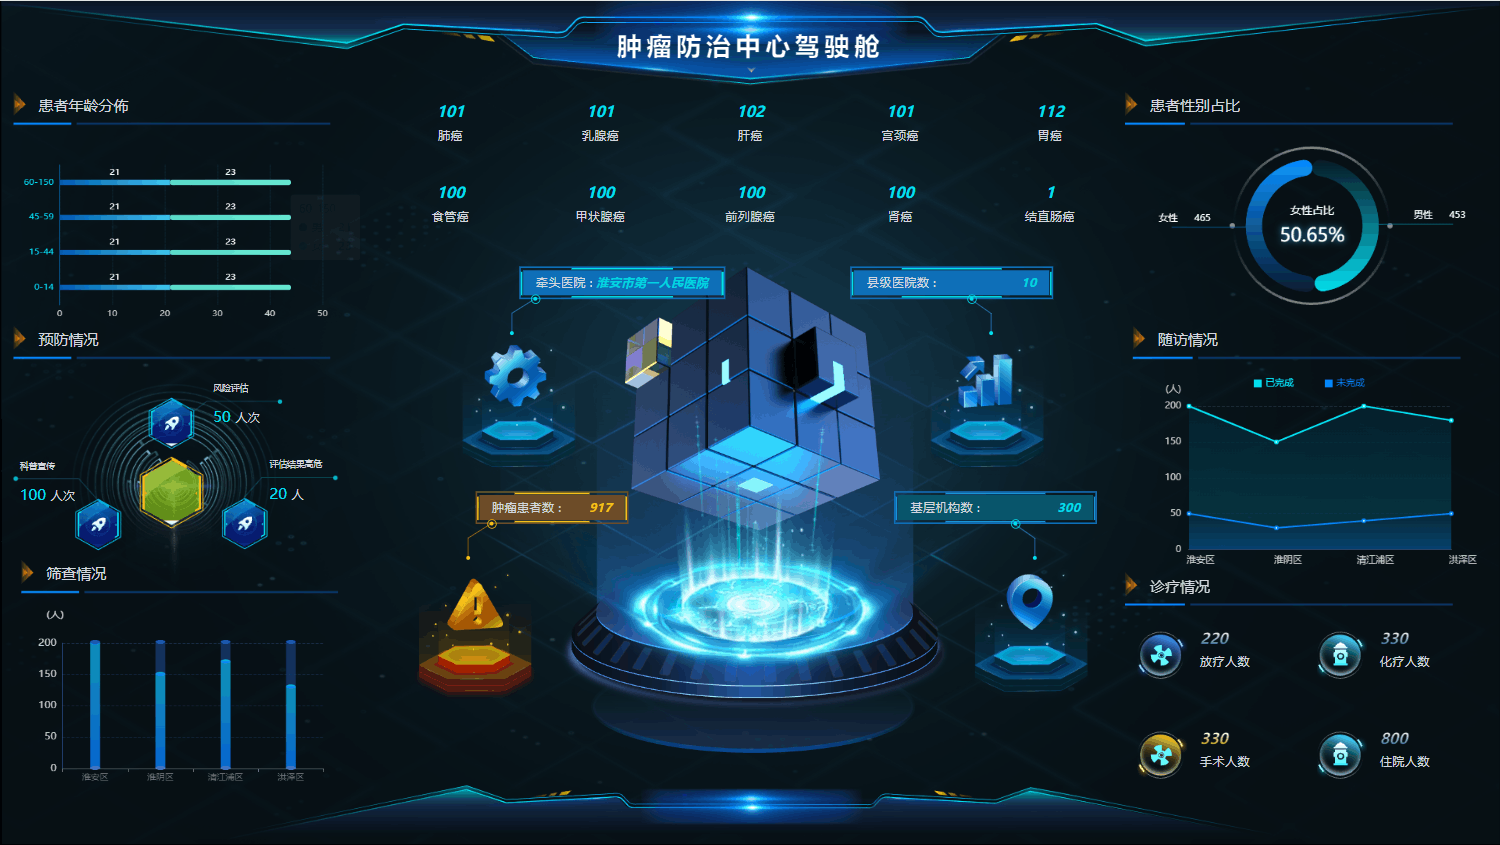 肿瘤防治中心驾驶舱
患者年龄分佈
60-150 21 23
45-59 21 23
15-44 21 23
0-14 21 23
0 10 20 30 40 50
预防情况
风险评估
50 人次
科普宣传
100 人次
评估结果高危
20 人
筛查情况
(人)
200
150
100
50
0
淮安区 淮阴区 清江浦区 洪泽区
101 101 102 101 112
肺癌 乳腺癌 肝癌 宫颈癌 胃癌
100 100 100 100 1
食管癌 甲状腺癌 前列腺癌 肾癌 结直肠癌
牵头医院 : 淮安市第一人民医院
县级医院数 : 10
肿瘤患者数 : 917
基层机构数 : 300
患者性别占比
女性 465
女性占比
50.65%
男性 453
随访情况
(人)
已完成 未完成
200
150
100
50
0
淮安区 淮阴区 清江浦区 洪泽区
诊疗情况
220
放疗人数
330
化疗人数
330
手术人数
800
住院人数